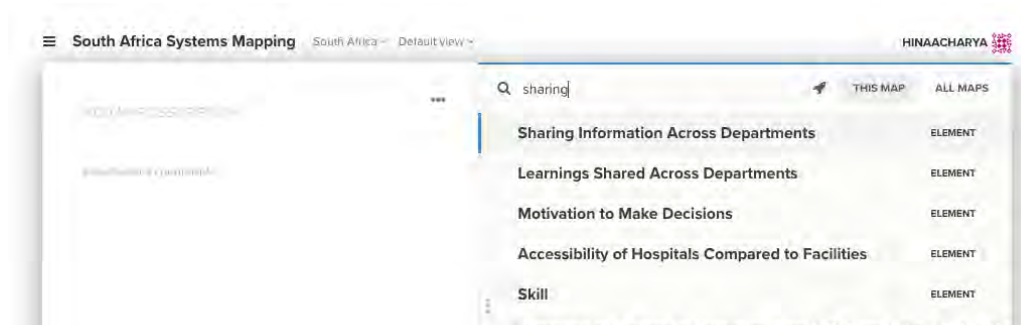 South Africa Systems Mapping South Africa Default View HINAACHARYA
sharing THIS MAP ALL MAPS
Sharing Information Across Departments ELEMENT
Learnings Shared Across Departments ELEMENT
Motivation to Make Decisions ELEMENT
Accessibility of Hospitals Compared to Facilities ELEMENT
Skill ELEMENT